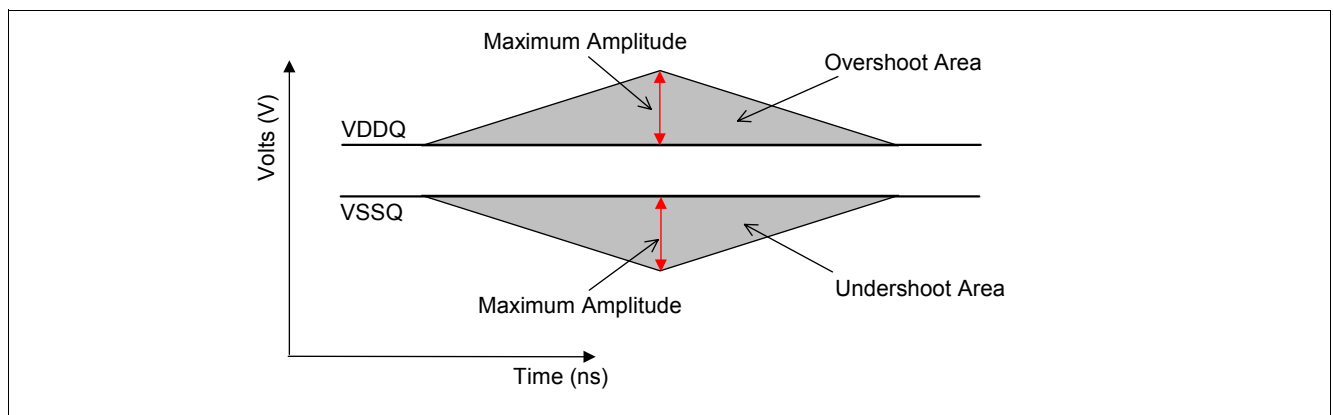 Maximum Amplitude
Overshoot Area
Volts (V)
VDDQ
VSSQ
Maximum Amplitude
Undershoot Area
Time (ns)